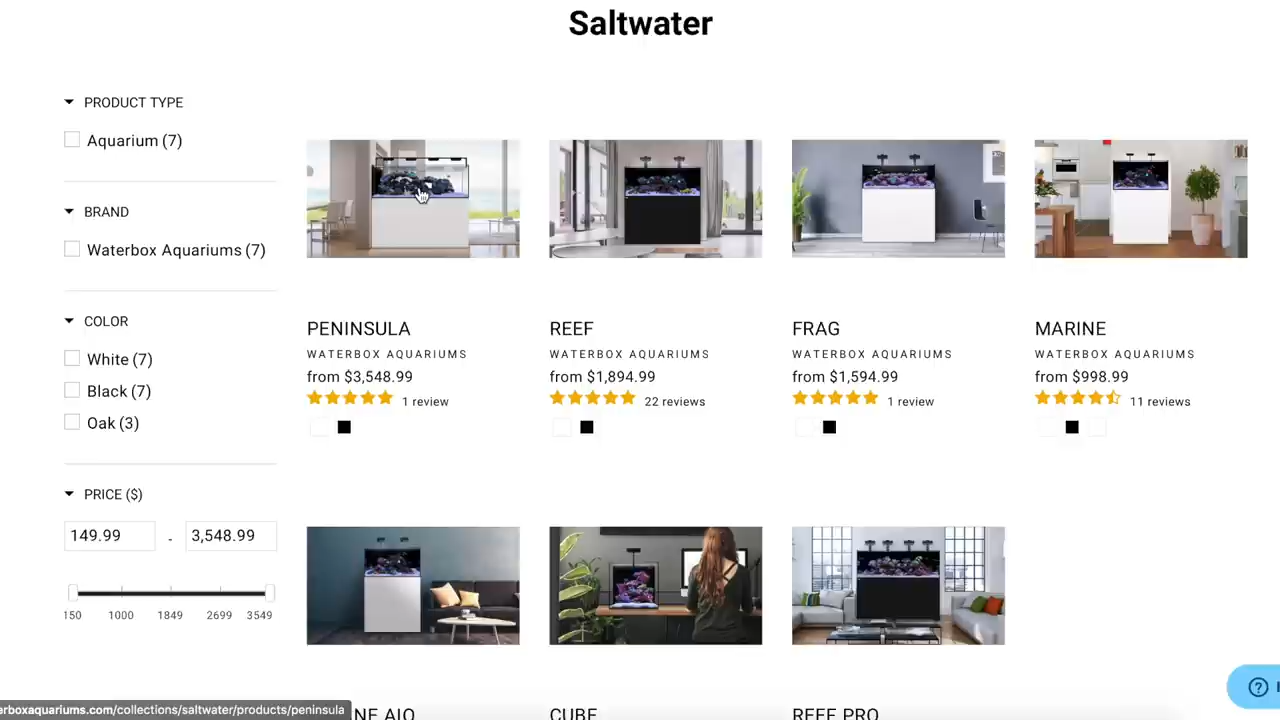 Saltwater
PRODUCT TYPE
Aquarium (7)
BRAND
Waterbox Aquariums (7)
COLOR
White (7)
Black (7)
Oak (3)
PRICE ($)
149.99 - 3,548.99
150 1000 1849 2699 3549
PENINSULA
WATERBOX AQUARIUMS
from $3,548.99
1 review
REEF
WATERBOX AQUARIUMS
from $1,894.99
22 reviews
FRAG
WATERBOX AQUARIUMS
from $1,594.99
1 review
MARINE
WATERBOX AQUARIUMS
from $998.99
11 reviews
NE AIO
CUBE
REEF PRO
erboxaquariums.com/collections/saltwater/products/peninsula